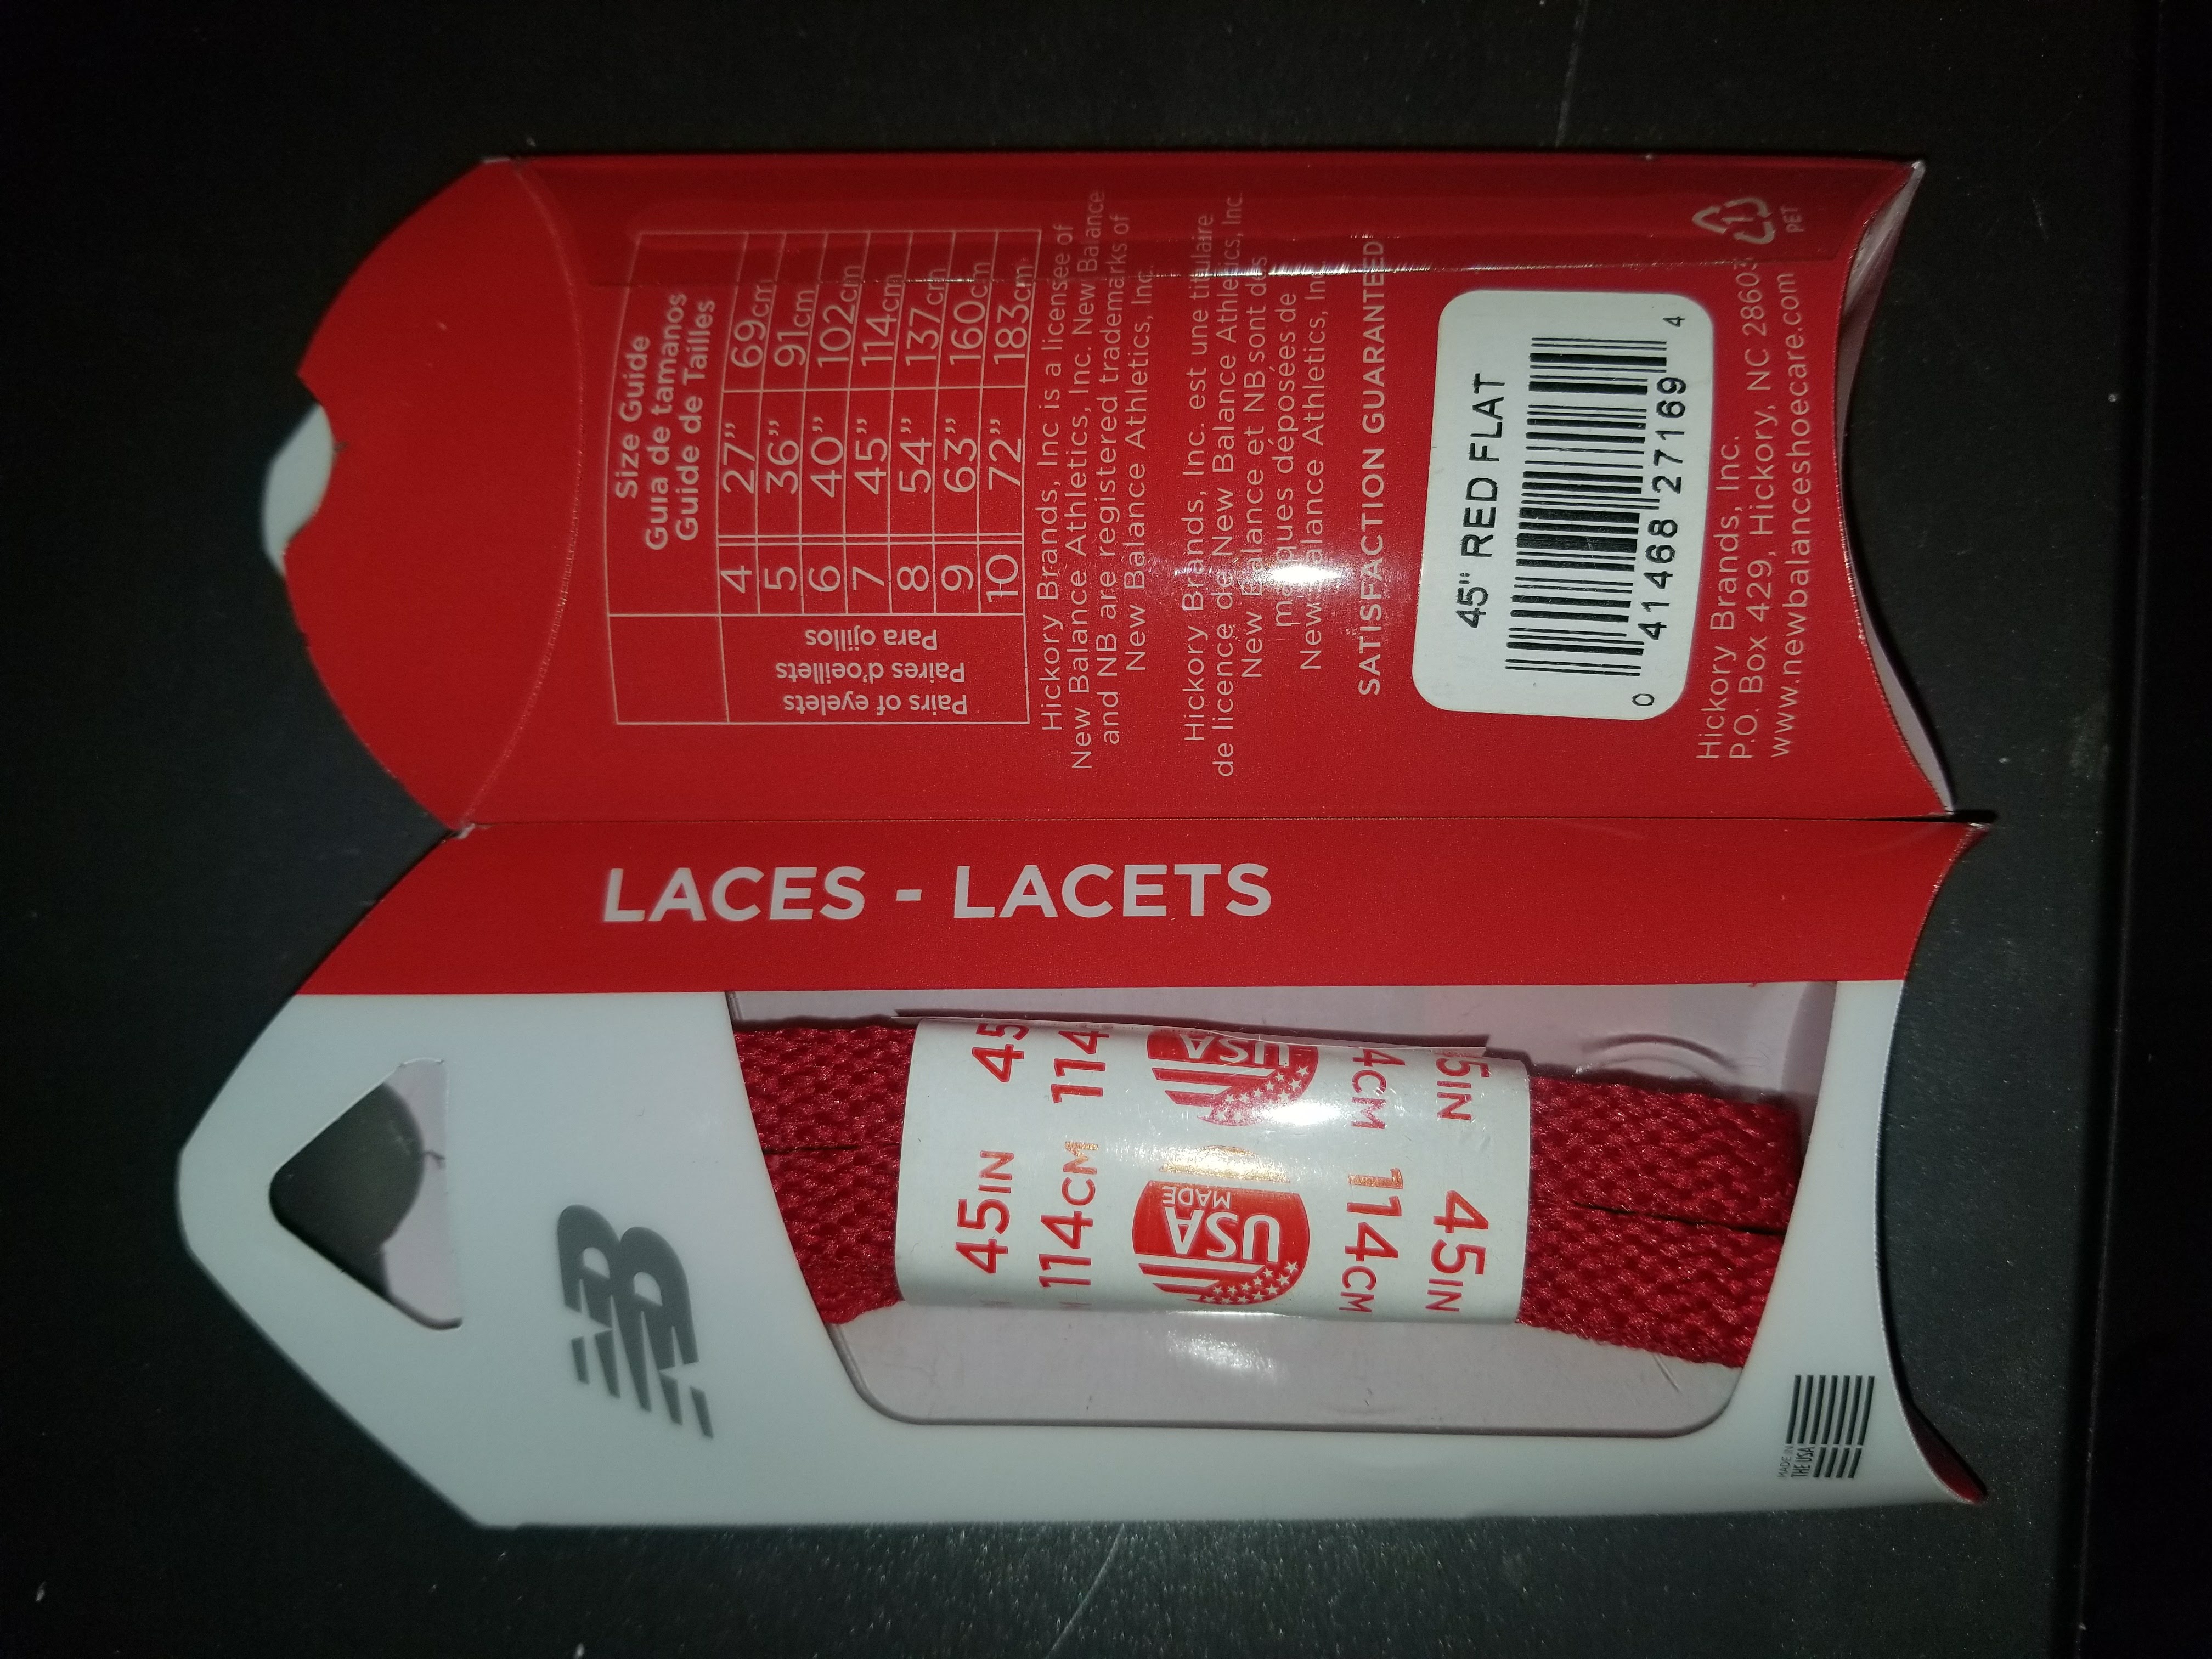 NB
LACES - LACETS
45IN 45
114CM 114
USA
MADE
USA
114CM 4CM
45IN 5IN
MADE IN
THE USA
Size Guide
Guia de tamanos
Guide de Tailles
Pairs of eyelets
Paires d'oeillets
Para ojillos
4 27” 69cm
5 36” 91cm
6 40” 102cm
7 45” 114cm
8 54” 137cm
9 63” 160cm
10 72” 183cm
Hickory Brands, Inc is a licensee of
New Balance Athletics, Inc. New Balance
and NB are registered trademarks of
New Balance Athletics, Inc.
Hickory Brands, Inc. est une titulaire
de licence de New Balance Athletics, Inc.
New Balance et NB sont des
marques déposées de
New Balance Athletics, Inc.
SATISFACTION GUARANTEED
45" RED FLAT
0 41468 27169 4
Hickory Brands, Inc.
P.O. Box 429, Hickory, NC 28603
www.newbalanceshoecare.com
1
PET